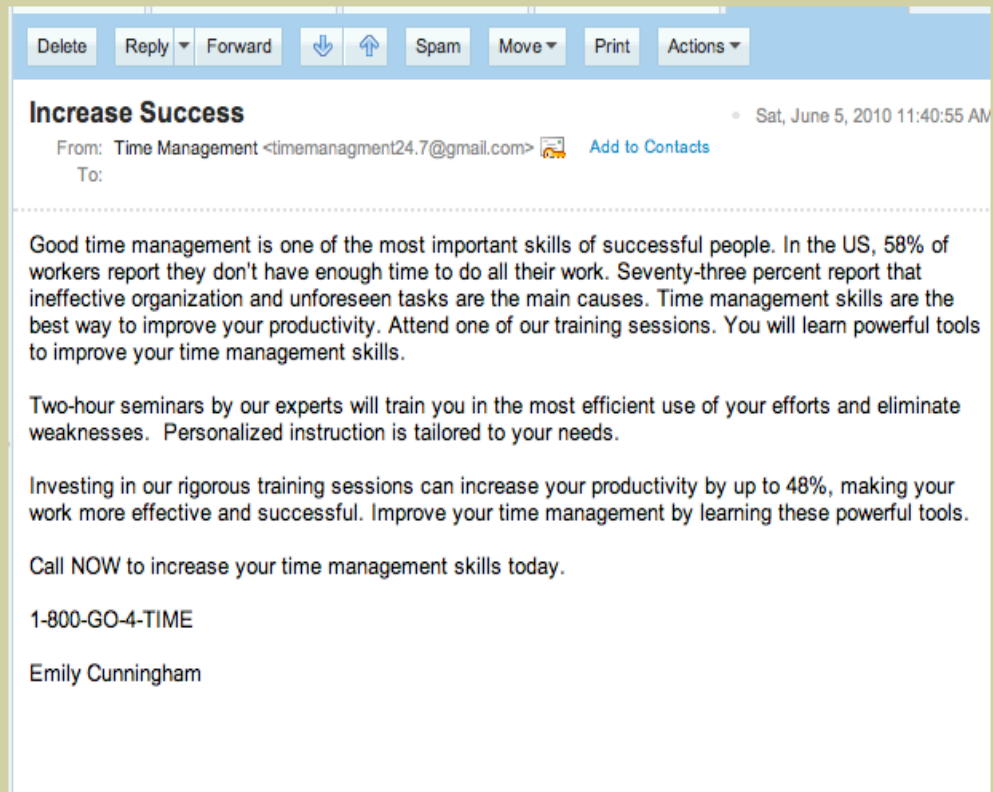 Delete Reply Forward Spam Move Print Actions
Increase Success
Sat, June 5, 2010 11:40:55 AM
From: Time Management <timemanagment24.7@gmail.com> Add to Contacts
To:
Good time management is one of the most important skills of successful people. In the US, 58% of
workers report they don't have enough time to do all their work. Seventy-three percent report that
ineffective organization and unforeseen tasks are the main causes. Time management skills are the
best way to improve your productivity. Attend one of our training sessions. You will learn powerful tools
to improve your time management skills.
Two-hour seminars by our experts will train you in the most efficient use of your efforts and eliminate
weaknesses.  Personalized instruction is tailored to your needs.
Investing in our rigorous training sessions can increase your productivity by up to 48%, making your
work more effective and successful. Improve your time management by learning these powerful tools.
Call NOW to increase your time management skills today.
1-800-GO-4-TIME
Emily Cunningham